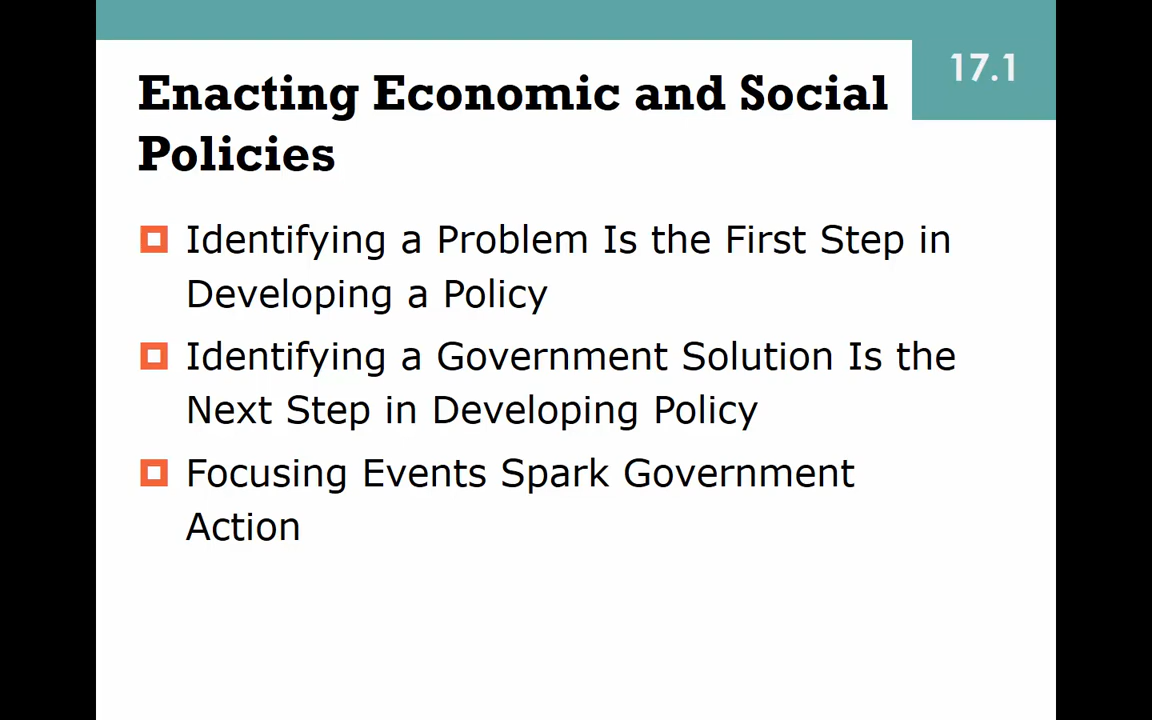 17.1
Enacting Economic and Social
Policies
Identifying a Problem Is the First Step in
Developing a Policy
Identifying a Government Solution Is the
Next Step in Developing Policy
Focusing Events Spark Government
Action